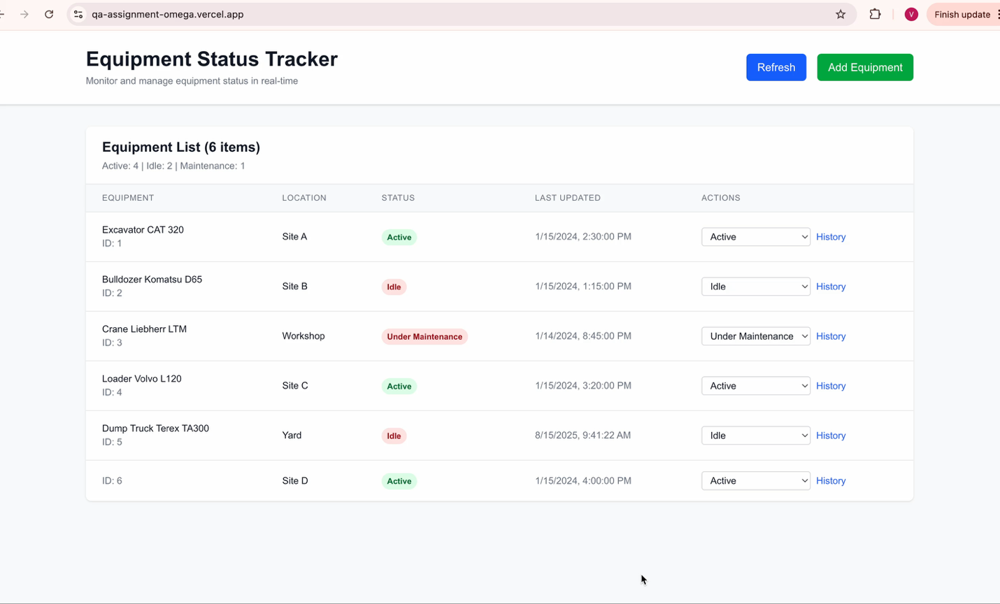 qa-assignment-omega.vercel.app
V
Finish update
Equipment Status Tracker
Monitor and manage equipment status in real-time
Refresh
Add Equipment
Equipment List (6 items)
Active: 4 | Idle: 2 | Maintenance: 1
EQUIPMENT LOCATION STATUS LAST UPDATED ACTIONS
Excavator CAT 320
ID: 1
Site A Active 1/15/2024, 2:30:00 PM Active History
Bulldozer Komatsu D65
ID: 2
Site B Idle 1/15/2024, 1:15:00 PM Idle History
Crane Liebherr LTM
ID: 3
Workshop Under Maintenance 1/14/2024, 8:45:00 PM Under Maintenance History
Loader Volvo L120
ID: 4
Site C Active 1/15/2024, 3:20:00 PM Active History
Dump Truck Terex TA300
ID: 5
Yard Idle 8/15/2025, 9:41:22 AM Idle History
ID: 6 Site D Active 1/15/2024, 4:00:00 PM Active History